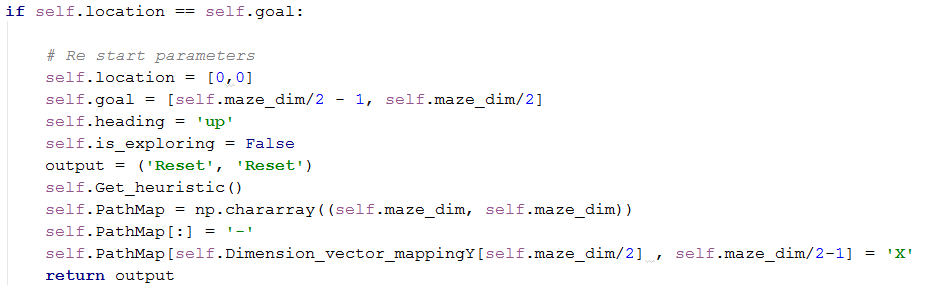 if self.location == self.goal:
# Re start parameters
self.location = [0,0]
self.goal = [self.maze_dim/2 - 1, self.maze_dim/2]
self.heading = 'up'
self.is_exploring = False
output = ('Reset', 'Reset')
self.Get_heuristic()
self.PathMap = np.chararray((self.maze_dim, self.maze_dim))
self.PathMap[:] = '-'
self.PathMap[self.Dimension_vector_mappingY[self.maze_dim/2] , self.maze_dim/2-1] = 'X'
return output